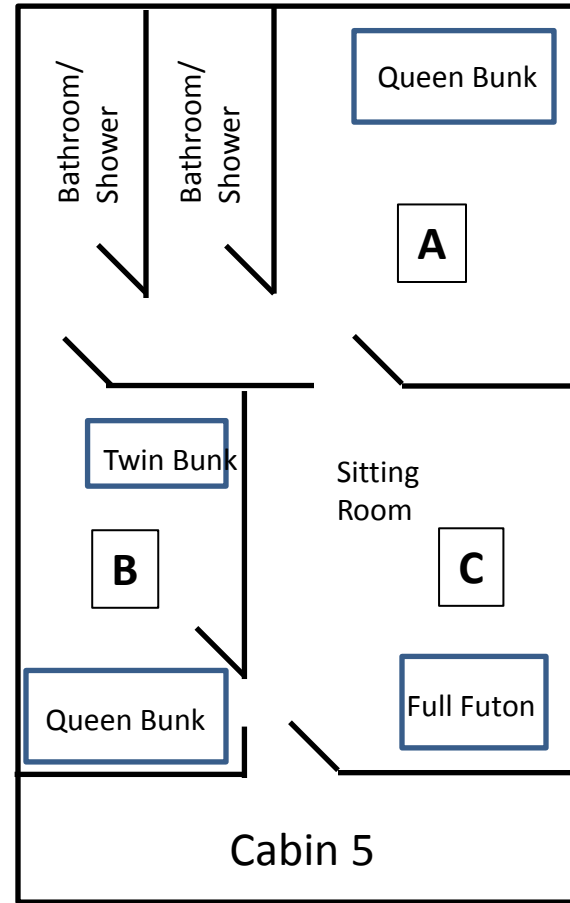 Bathroom/
Shower
Bathroom/
Shower
Queen Bunk
A
Twin Bunk
Sitting
Room
B
C
Queen Bunk
Full Futon
Cabin 5